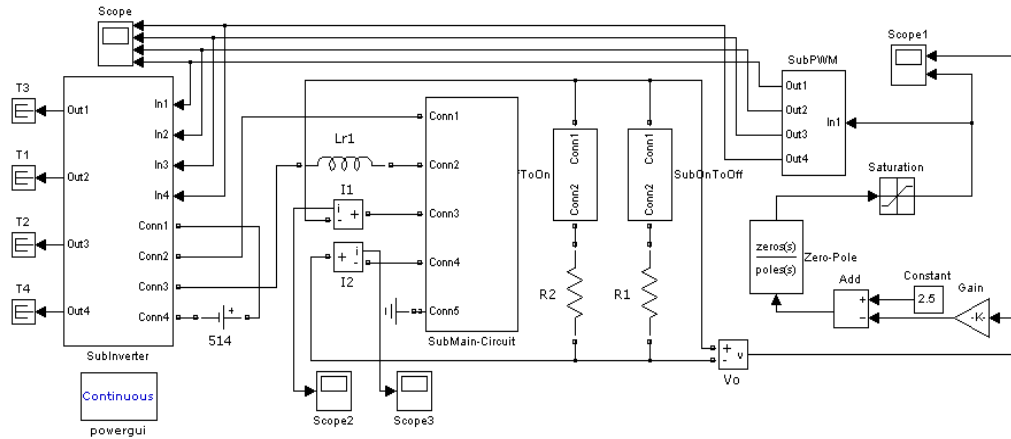 Scope
Scope1
SubPWM
Out1
Out2
Out3
Out4
In1
T3
T1
T2
T4
Out1
Out2
Out3
Out4
In1
In2
In3
In4
Conn1
Conn2
Conn3
Conn4
SubInverter
514
Continuous
powergui
Lr1
I1
i
-
+
I2
+
i
-
Conn1
Conn2
Conn3
Conn4
Conn5
SubMain-Circuit
Scope2
Scope3
Conn1
Conn2
fToOn
Conn1
Conn2
SubOnToOff
R2
R1
+
-
v
Vo
Saturation
zeros(s)
poles(s)
Zero-Pole
Add
+
−
Constant
2.5
Gain
-K-
+